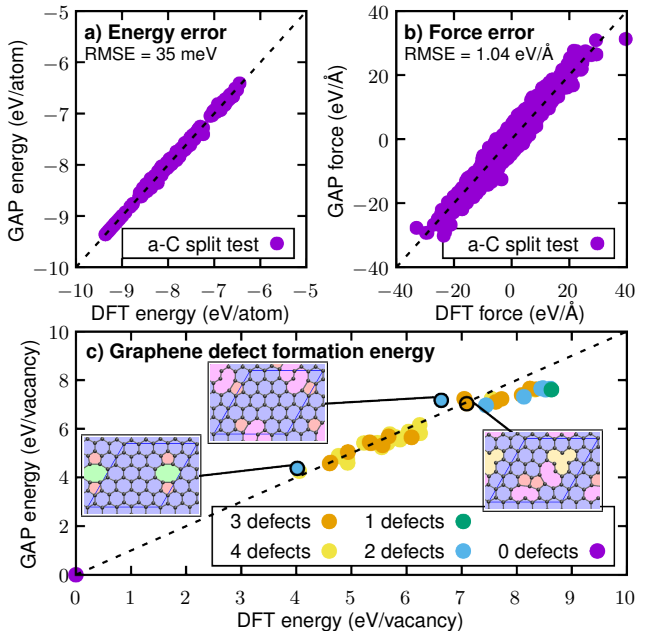 a) Energy error
RMSE = 35 meV
GAP energy (eV/atom)
−5
−6
−7
−8
−9
−10
a-C split test
−10 −9 −8 −7 −6 −5
DFT energy (eV/atom)
b) Force error
RMSE = 1.04 eV/Å
GAP force (eV/Å)
40
20
0
−20
−40
a-C split test
−40 −20 0 20 40
DFT force (eV/Å)
c) Graphene defect formation energy
GAP energy (eV/vacancy)
10
8
6
4
2
0
3 defects 1 defects
4 defects 2 defects 0 defects
0 1 2 3 4 5 6 7 8 9 10
DFT energy (eV/vacancy)